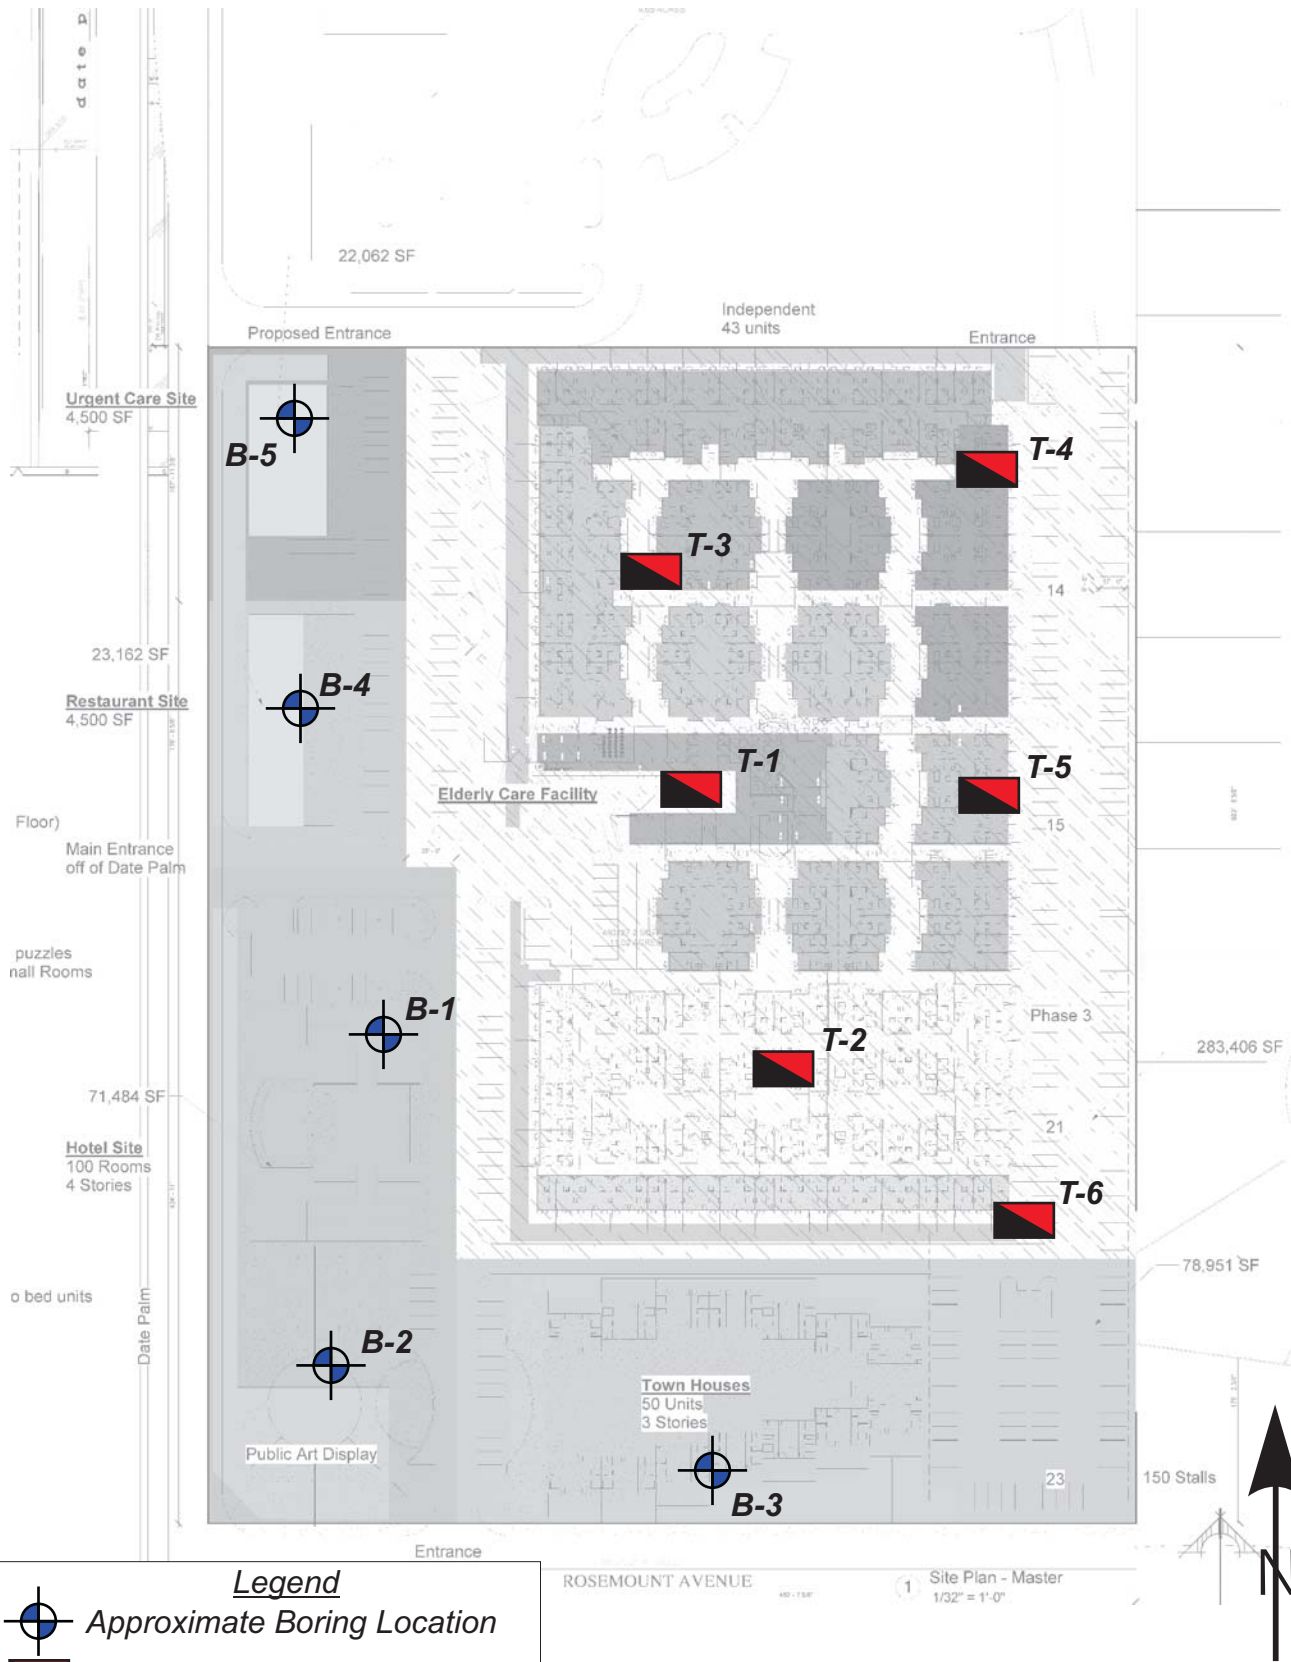 date p
22,062 SF
Independent
43 units
Proposed Entrance
Entrance
Urgent Care Site
4,500 SF
B-5
T-4
T-3
14
23,162 SF
B-4
Restaurant Site
4,500 SF
T-1
T-5
Elderly Care Facility
Floor)
15
Main Entrance
off of Date Palm
puzzles
nall Rooms
B-1
Phase 3
T-2
283,406 SF
71,484 SF
21
Hotel Site
100 Rooms
4 Stories
T-6
78,951 SF
o bed units
Date Palm
B-2
Town Houses
50 Units
3 Stories
Public Art Display
B-3
23
150 Stalls
Entrance
ROSEMOUNT AVENUE
1
Site Plan - Master
1/32" = 1'-0"
N
Legend
Approximate Boring Location